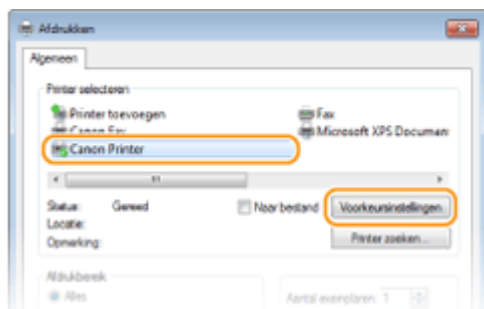 Afdrukken
Algemeen
Printer selecteren
Printer toevoegen
Fax
Canon Fax
Microsoft XPS Documen
Canon Printer
Status: Gereed
Naar bestand
Voorkeursinstellingen
Locatie:
Opmerking:
Printer zoeken...
Afdrukbereik
Alles
Aantal exemplaren: 1